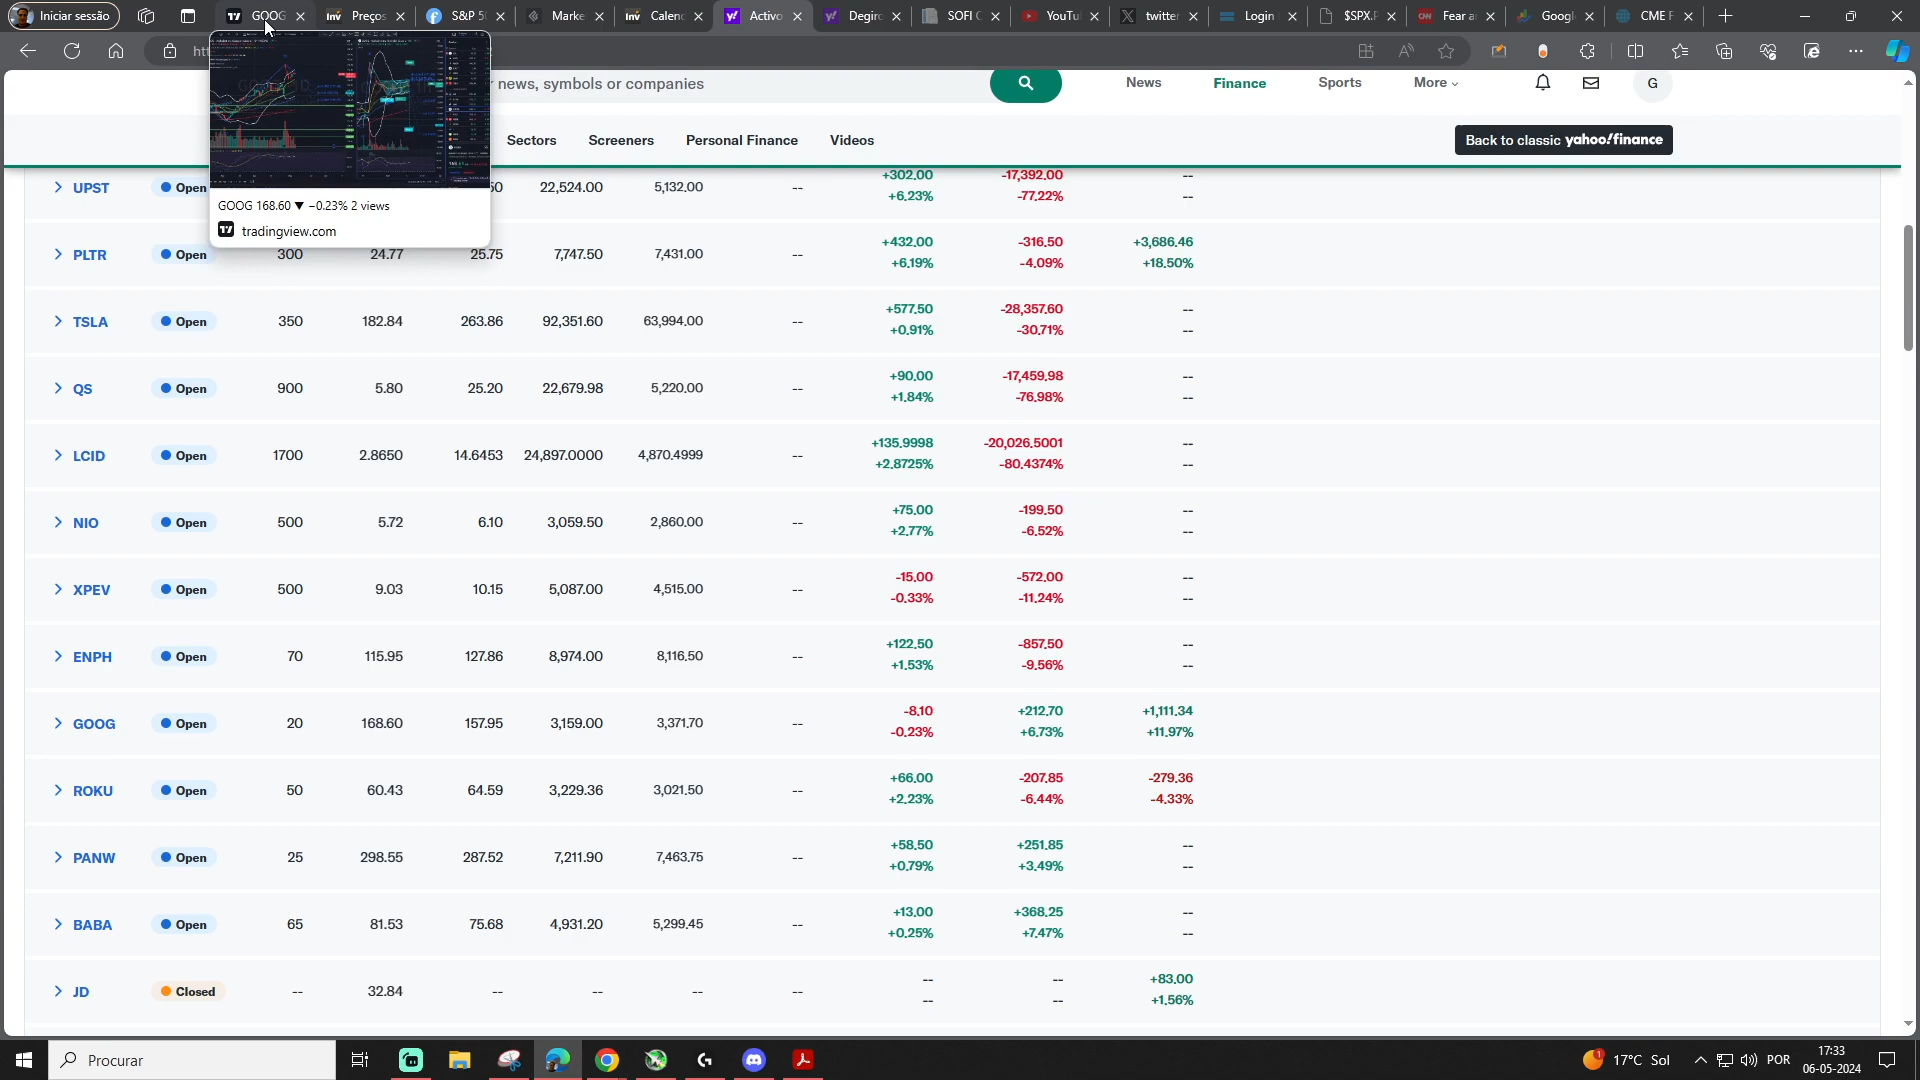 Iniciar sessão GOOG Preços S&P 5 Marke Calenc Activo Degirc SOFI C YouTu twitter Login $SPX.P Fear ar Googl CME F
htt
news, symbols or companies News Finance Sports More G
Sectors Screeners Personal Finance Videos Back to classic yahoo!finance
GOOG 168.60 ▼ −0.23% 2 views
tradingview.com
UPST Open 22,524.00 5,132.00 -- +302.00 -17,392.00 --
+6.23% -77.22% --
PLTR Open 300 24.77 25.75 7,747.50 7,431.00 -- +432.00 -316.50 +3,686.46
+6.19% -4.09% +18.50%
TSLA Open 350 182.84 263.86 92,351.60 63,994.00 -- +577.50 -28,357.60 --
+0.91% -30.71% --
QS Open 900 5.80 25.20 22,679.98 5,220.00 -- +90.00 -17,459.98 --
+1.84% -76.98% --
LCID Open 1700 2.8650 14.6453 24,897.0000 4,870.4999 -- +135.9998 -20,026.5001 --
+2.8725% -80.4374% --
NIO Open 500 5.72 6.10 3,059.50 2,860.00 -- +75.00 -199.50 --
+2.77% -6.52% --
XPEV Open 500 9.03 10.15 5,087.00 4,515.00 -- -15.00 -572.00 --
-0.33% -11.24% --
ENPH Open 70 115.95 127.86 8,974.00 8,116.50 -- +122.50 -857.50 --
+1.53% -9.56% --
GOOG Open 20 168.60 157.95 3,159.00 3,371.70 -- -8.10 +212.70 +1,111.34
-0.23% +6.73% +11.97%
ROKU Open 50 60.43 64.59 3,229.36 3,021.50 -- +66.00 -207.85 -279.36
+2.23% -6.44% -4.33%
PANW Open 25 298.55 287.52 7,211.90 7,463.75 -- +58.50 +251.85 --
+0.79% +3.49% --
BABA Open 65 81.53 75.68 4,931.20 5,299.45 -- +13.00 +368.25 --
+0.25% +7.47% --
JD Closed -- 32.84 -- -- -- -- -- -- +83.00
-- -- +1.56%
Procurar 17°C Sol POR 17:33
06-05-2024